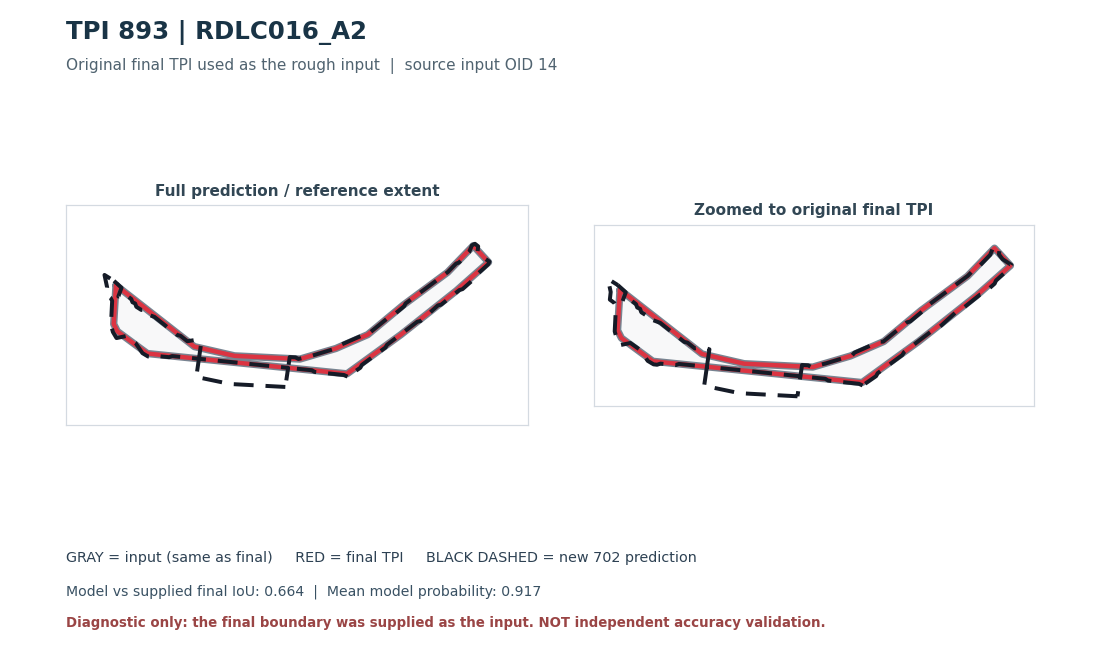 TPI 893 | RDLC016_A2
Original final TPI used as the rough input | source input OID 14
Full prediction / reference extent
Zoomed to original final TPI
GRAY = input (same as final) RED = final TPI BLACK DASHED = new 702 prediction
Model vs supplied final IoU: 0.664 | Mean model probability: 0.917
Diagnostic only: the final boundary was supplied as the input. NOT independent accuracy validation.